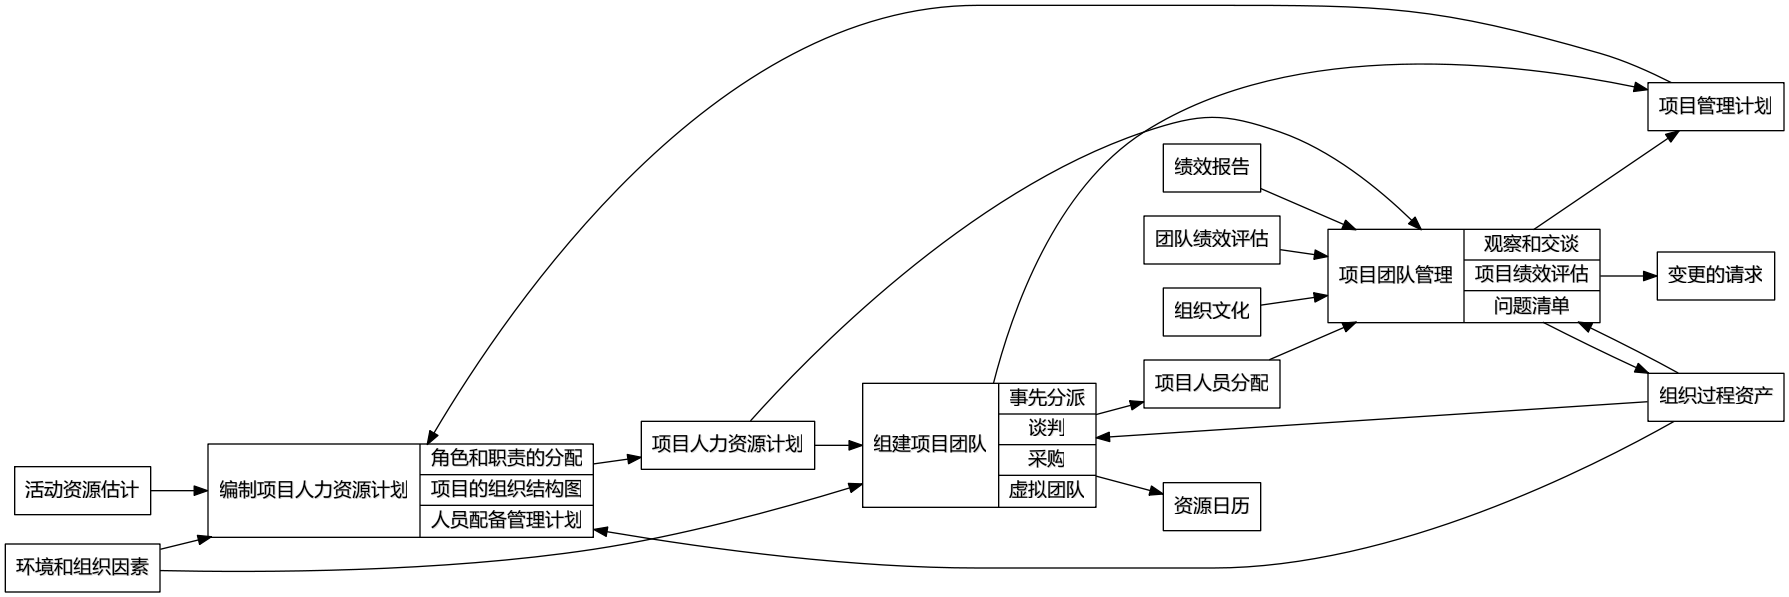 项目管理计划
绩效报告
团队绩效评估
组织文化
项目人员分配
项目团队管理
观察和交谈
项目绩效评估
问题清单
变更的请求
组织过程资产
组建项目团队
事先分派
谈判
采购
虚拟团队
资源日历
项目人力资源计划
编制项目人力资源计划
角色和职责的分配
项目的组织结构图
人员配备管理计划
活动资源估计
环境和组织因素